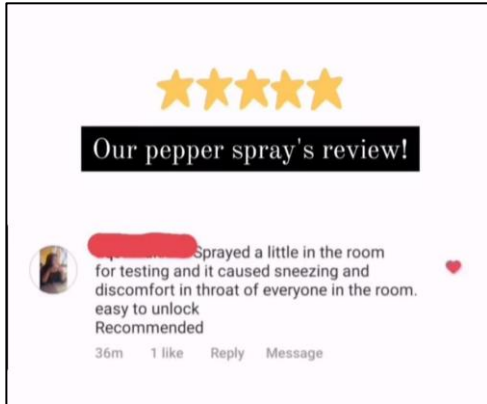 Our pepper spray's review!
Sprayed a little in the room
for testing and it caused sneezing and
discomfort in throat of everyone in the room.
easy to unlock
Recommended
36m 1 like Reply Message